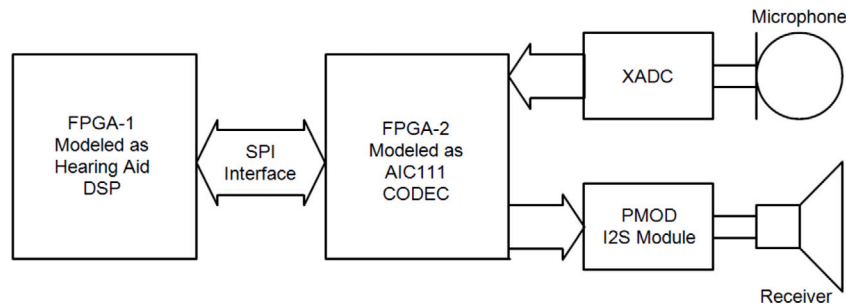 FPGA-1
Modeled as
Hearing Aid
DSP
SPI
Interface
FPGA-2
Modeled as
AIC111
CODEC
XADC
Microphone
PMOD
I2S Module
Receiver